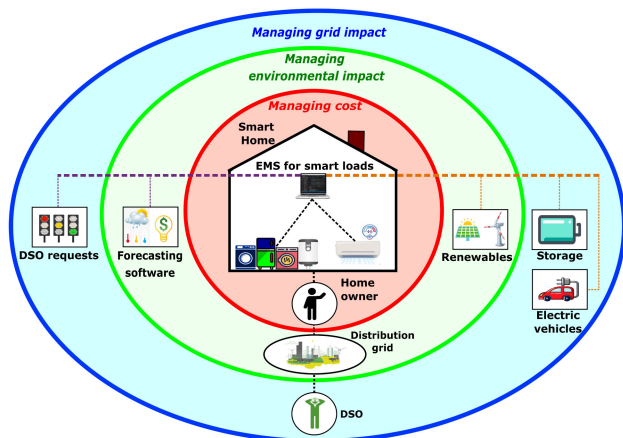 Managing grid impact
Managing
environmental impact
Managing cost
Smart
Home
EMS for smart loads
DSO requests
Forecasting
software
Renewables
Storage
Home
owner
Electric
vehicles
Distribution
grid
DSO